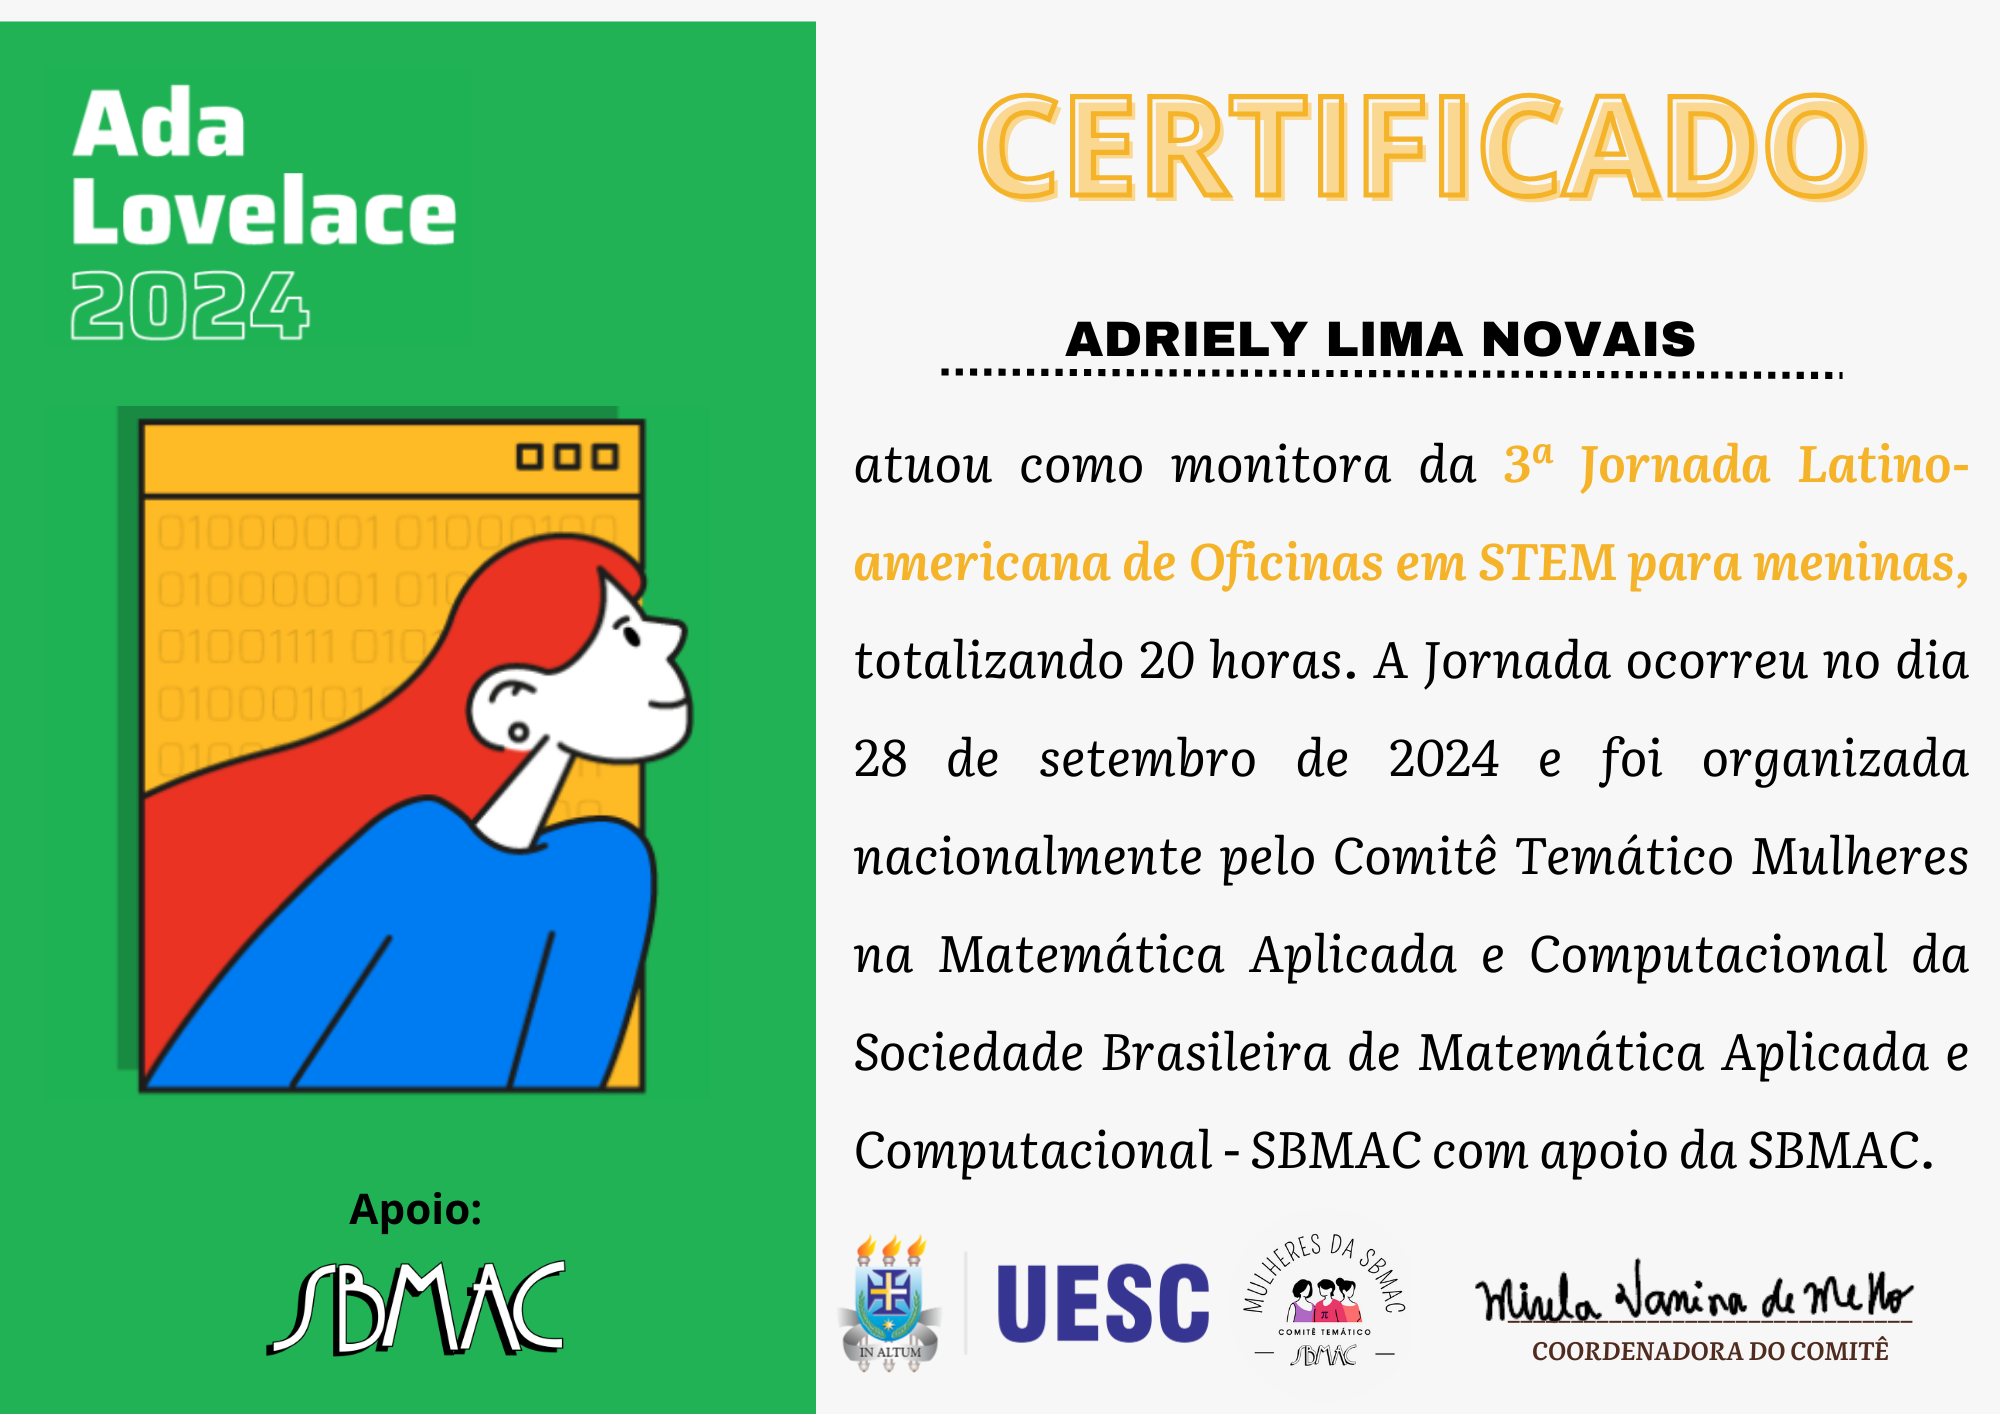 Ada
Lovelace
2024
01000001 01000100
01000001 010
01001111 010
01000101
010
Apoio:
SBMAC
CERTIFICADO
ADRIELY LIMA NOVAIS
atuou como monitora da 3ª Jornada Latino-
americana de Oficinas em STEM para meninas,
totalizando 20 horas. A Jornada ocorreu no dia
28 de setembro de 2024 e foi organizada
nacionalmente pelo Comitê Temático Mulheres
na Matemática Aplicada e Computacional da
Sociedade Brasileira de Matemática Aplicada e
Computacional - SBMAC com apoio da SBMAC.
IN ALTUM
UESC
MULHERES DA SBMAC
π
COMITÊ TEMÁTICO
SBMAC
Mirela Vanina de Mello
COORDENADORA DO COMITÊ